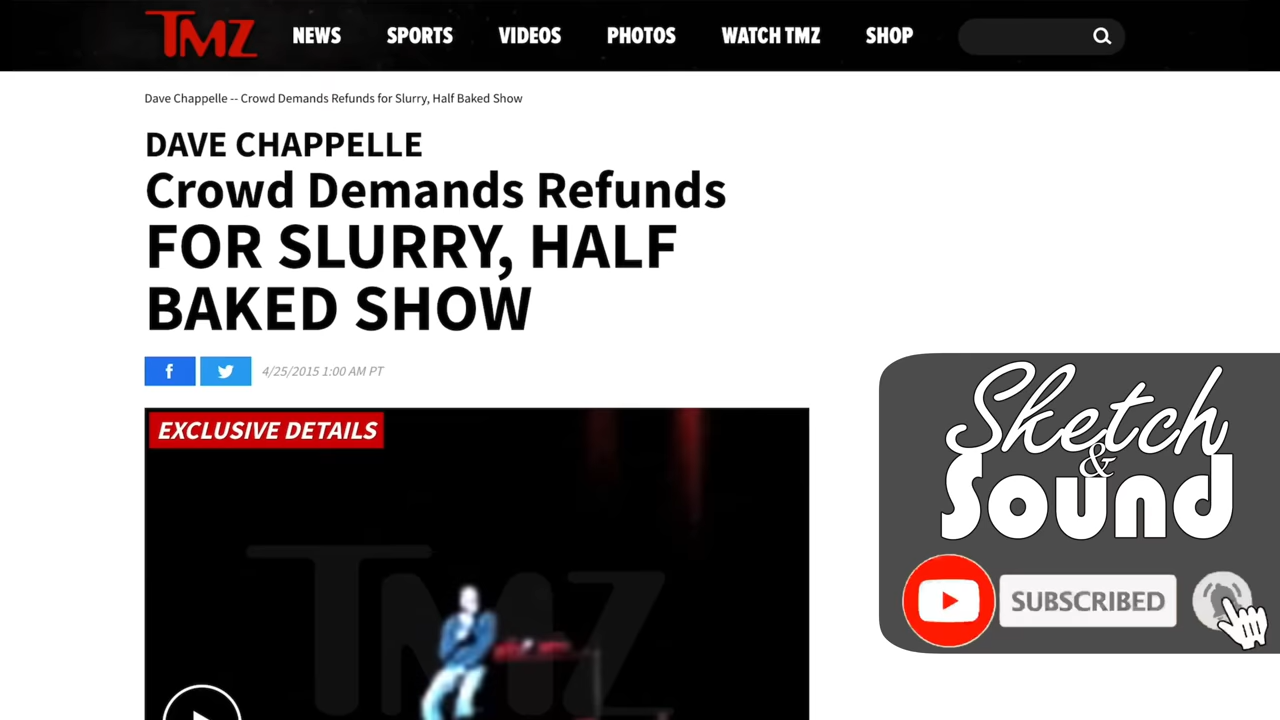 TMZ
NEWS SPORTS VIDEOS PHOTOS WATCH TMZ SHOP
Dave Chappelle -- Crowd Demands Refunds for Slurry, Half Baked Show
DAVE CHAPPELLE
Crowd Demands Refunds
FOR SLURRY, HALF
BAKED SHOW
f 4/25/2015 1:00 AM PT
EXCLUSIVE DETAILS
TMZ
Sketch
&
Sound
SUBSCRIBED